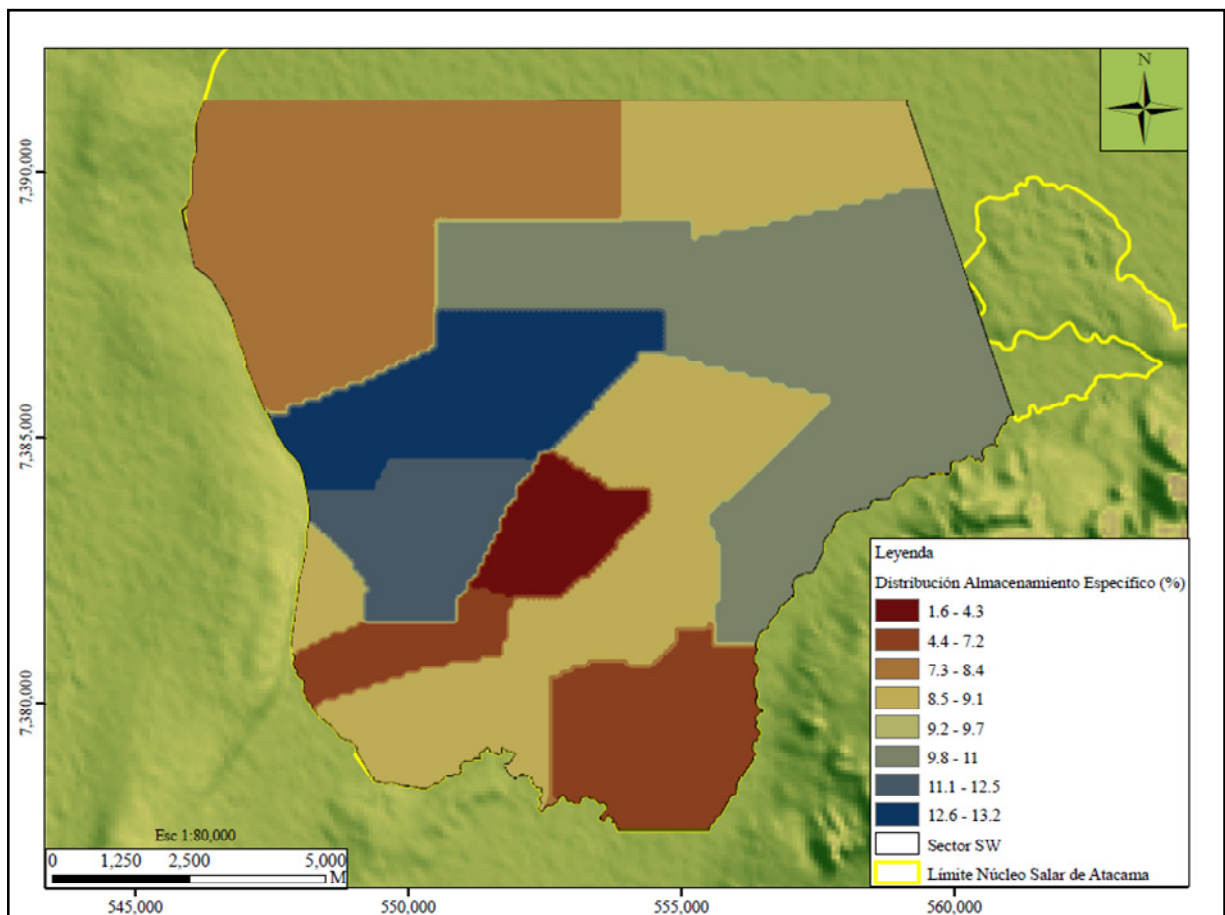 N
7,390,000
7,385,000
7,380,000
Leyenda
Distribución Almacenamiento Específico (%)
1.6 - 4.3
4.4 - 7.2
7.3 - 8.4
8.5 - 9.1
9.2 - 9.7
9.8 - 11
11.1 - 12.5
12.6 - 13.2
Sector SW
Límite Núcleo Salar de Atacama
Esc 1:80,000
0 1,250 2,500 5,000
M
545,000 550,000 555,000 560,000